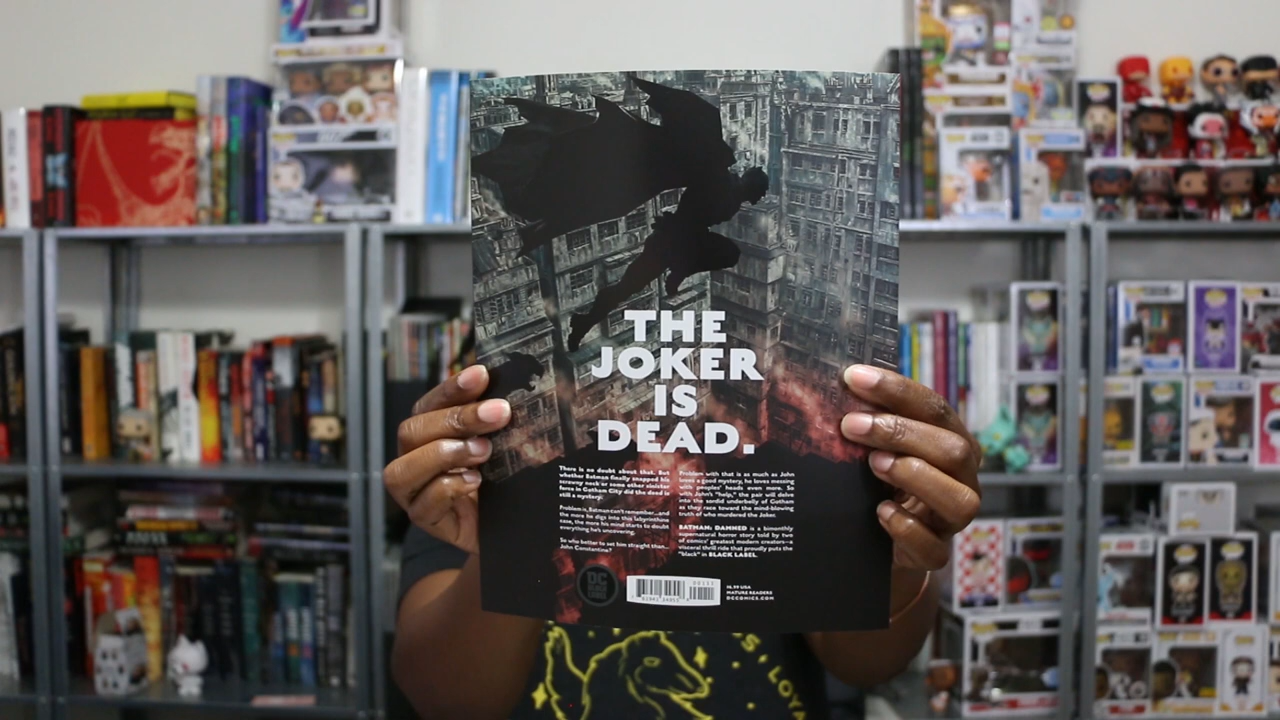 THE
JOKER
IS
DEAD.
There is no doubt about that. But
whether Batman finally snapped his
scrawny neck or some other sinister
force in Gotham City did the deed is
still a mystery.
Problem is, Batman can't remember...and
the more he digs into this labyrinthine
case, the more his mind starts to doubt
everything he's uncovering.
So who better to set him straight than...
John Constantine?
Problem with that is as much as John
loves a good mystery, he loves messing
with peoples' heads even more. So
with John's "help," the pair will delve
into the sordid underbelly of Gotham
as they race toward the mind-blowing
truth of who murdered the Joker.
BATMAN: DAMNED is a bimonthly
supernatural horror story told by two
of comics' greatest modern creators—a
visceral thrill ride that proudly puts the
"black" in BLACK LABEL.
DC
BLACK
LABEL
$6.99 USA
MATURE READERS
DCCOMICS.COM
S • LOYA